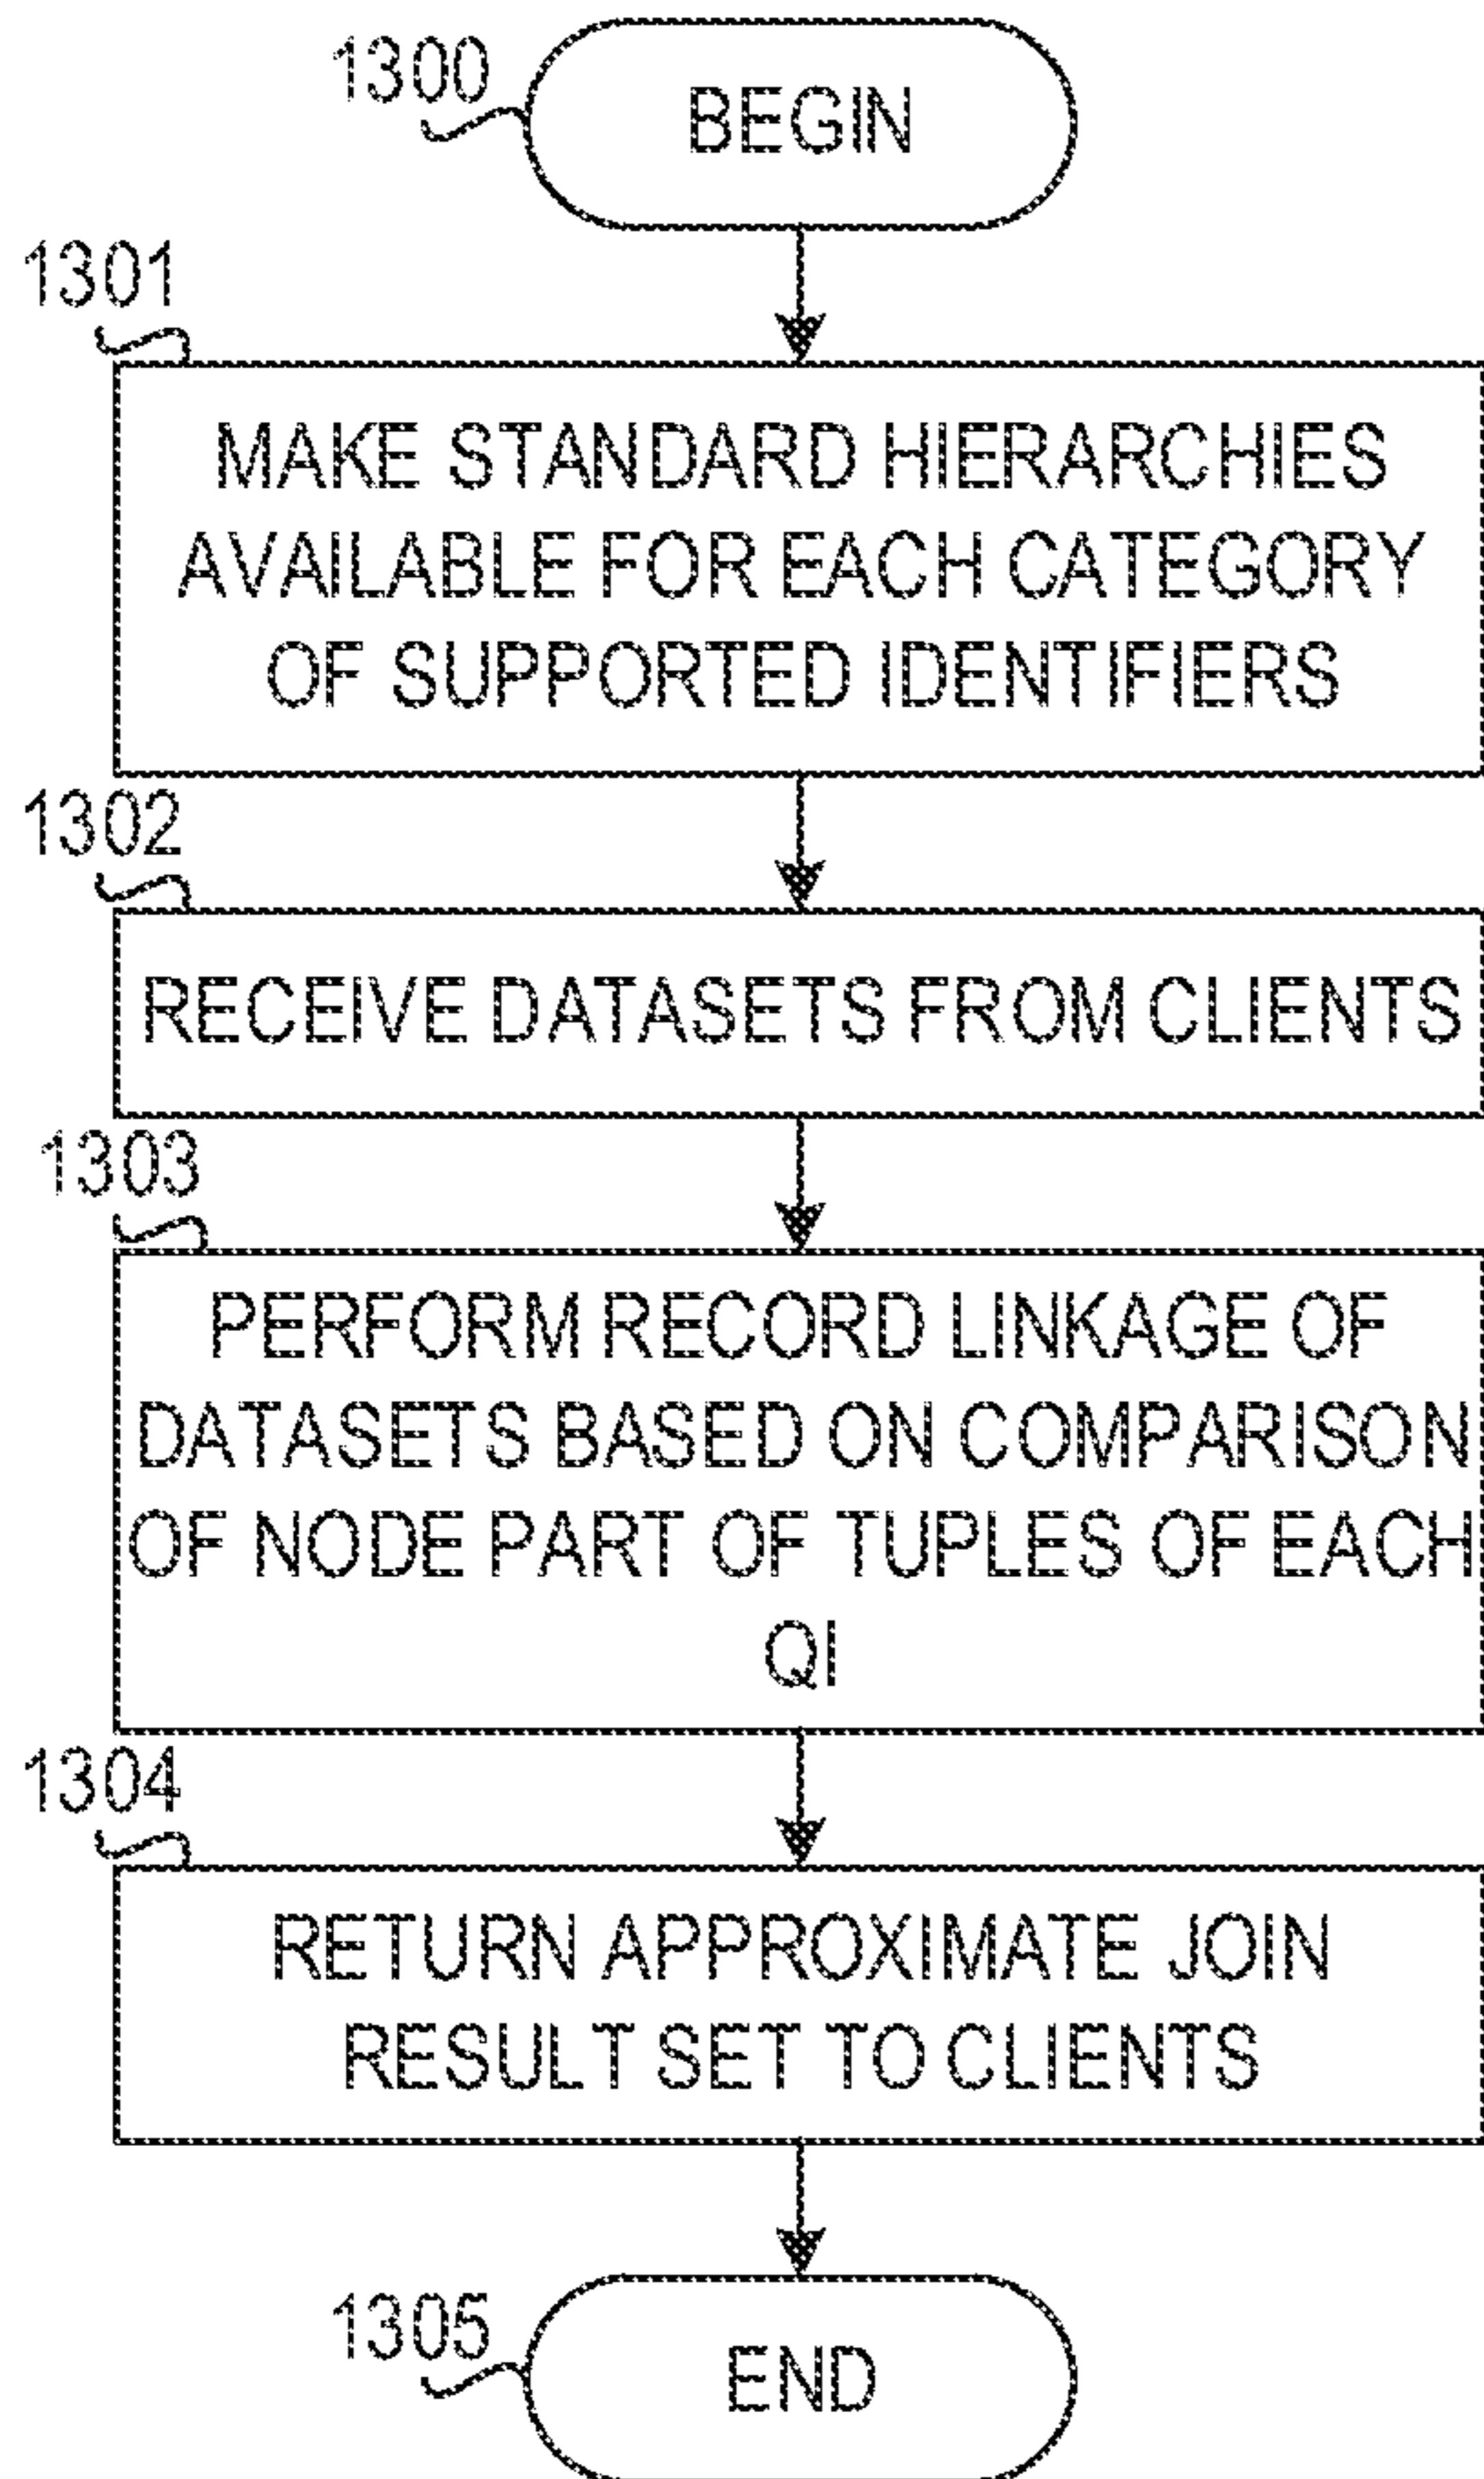 1300
BEGIN
1301
MAKE STANDARD HIERARCHIES
AVAILABLE FOR EACH CATEGORY
OF SUPPORTED IDENTIFIERS
1302
RECEIVE DATASETS FROM CLIENTS
1303
PERFORM RECORD LINKAGE OF
DATASETS BASED ON COMPARISON
OF NODE PART OF TUPLES OF EACH
QI
1304
RETURN APPROXIMATE JOIN
RESULT SET TO CLIENTS
1305
END